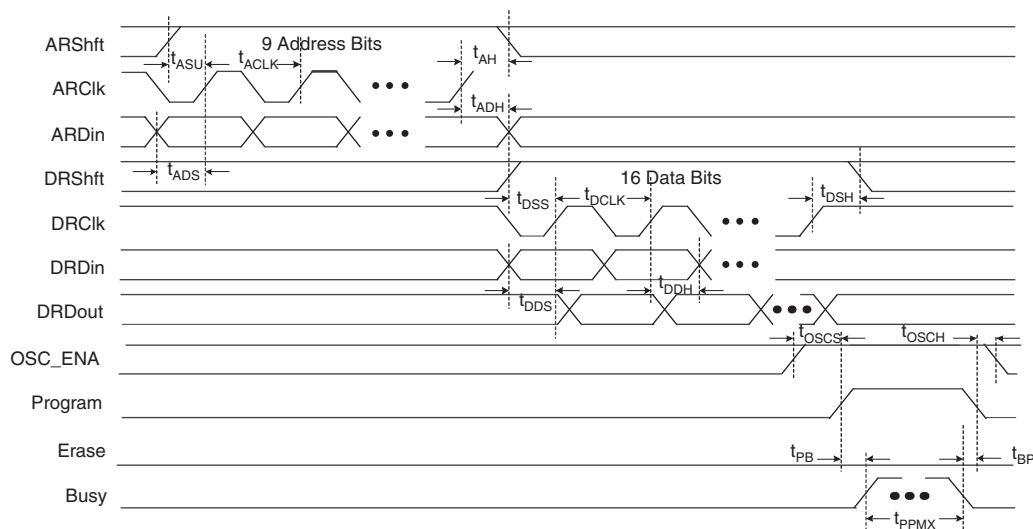 ARShft
9 Address Bits
tASU
tACLK
tAH
ARClk
tADH
ARDin
tADS
DRShft
16 Data Bits
tDSS
tDCLK
tDSH
DRClk
DRDin
tDDS
tDDH
DRDout
tOSCS
tOSCH
OSC_ENA
Program
Erase
tPB
tBP
Busy
tPPMX